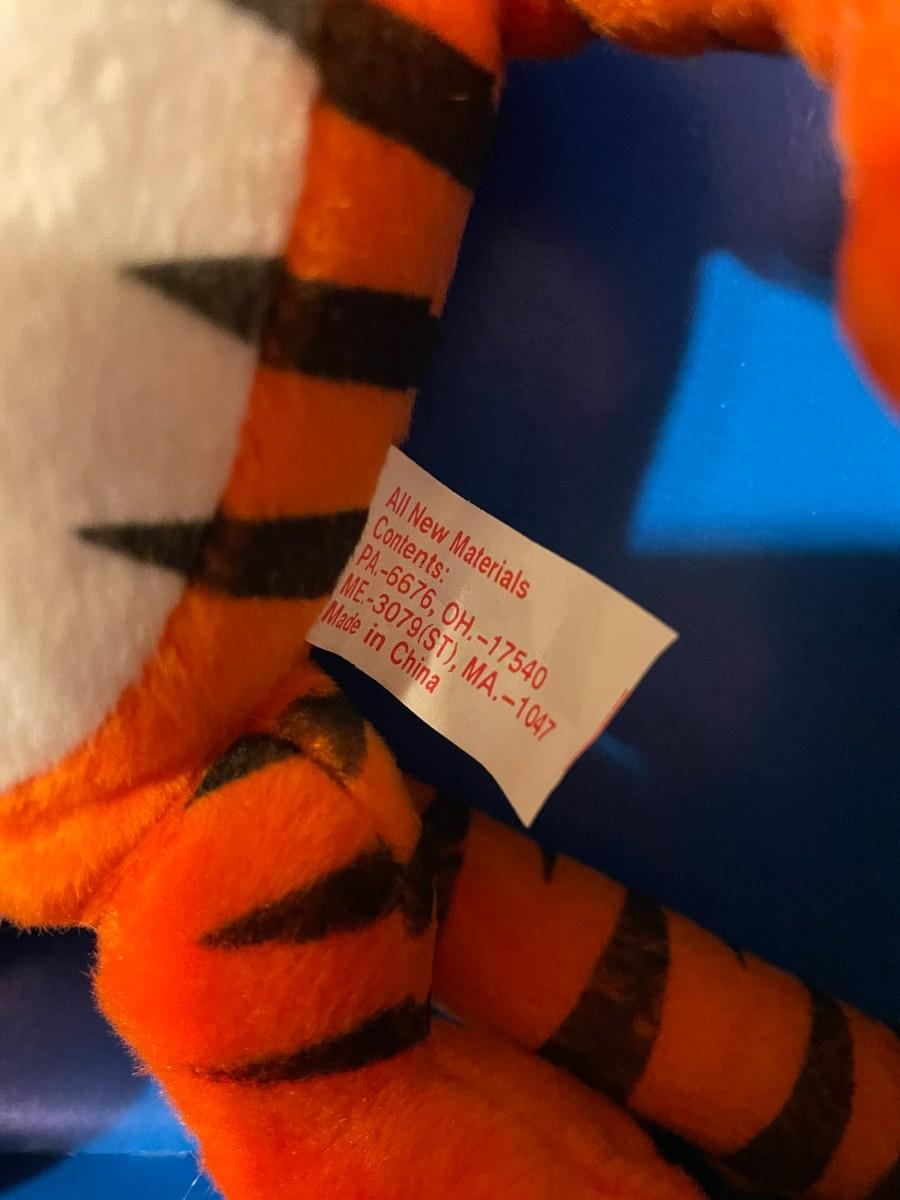 All New Materials
Contents:
PA.-6676, OH.-17540
ME.-3079(ST), MA.-1047
Made in China